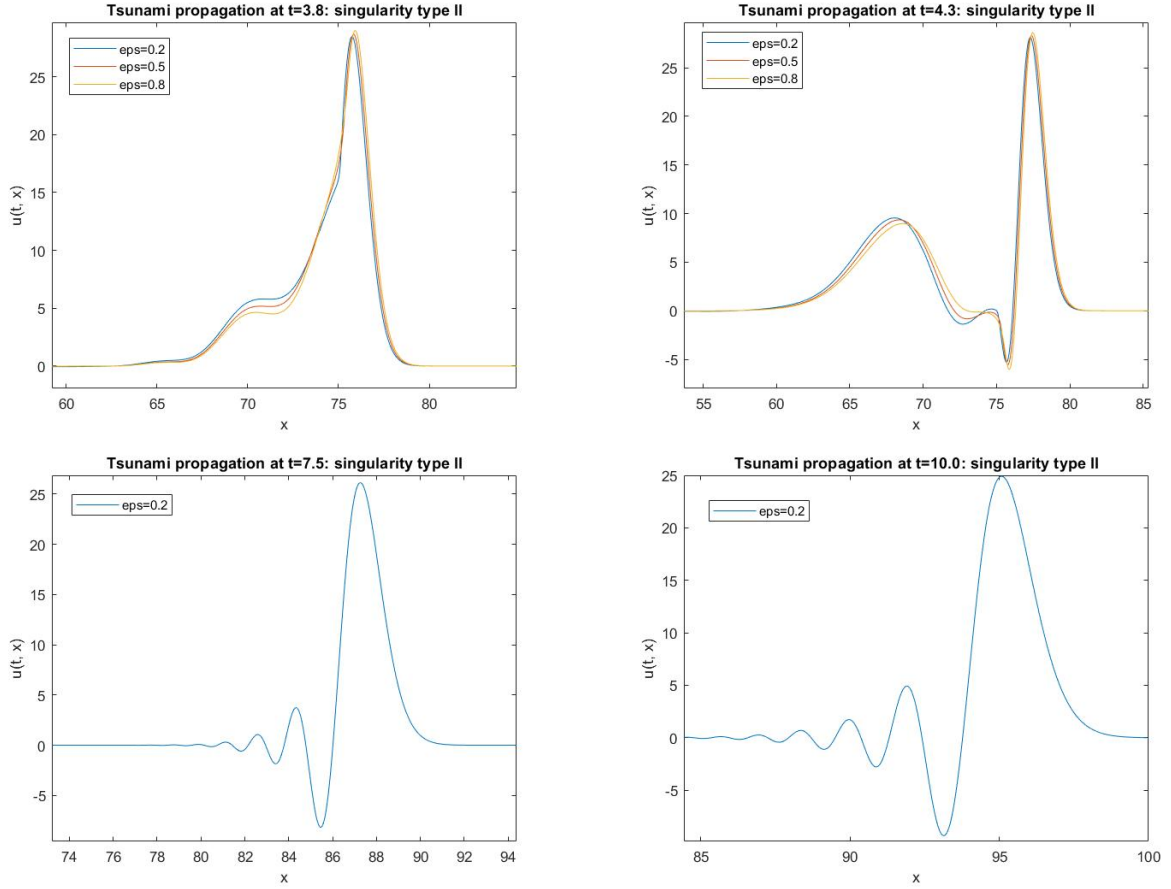 Tsunami propagation at t=3.8: singularity type II
eps=0.2
eps=0.5
eps=0.8
u(t, x)
25
20
15
10
5
0
60 65 70 75 80
x
Tsunami propagation at t=4.3: singularity type II
eps=0.2
eps=0.5
eps=0.8
u(t, x)
25
20
15
10
5
0
-5
55 60 65 70 75 80 85
x
Tsunami propagation at t=7.5: singularity type II
eps=0.2
u(t, x)
25
20
15
10
5
0
-5
74 76 78 80 82 84 86 88 90 92 94
x
Tsunami propagation at t=10.0: singularity type II
eps=0.2
u(t, x)
25
20
15
10
5
0
-5
85 90 95 100
x